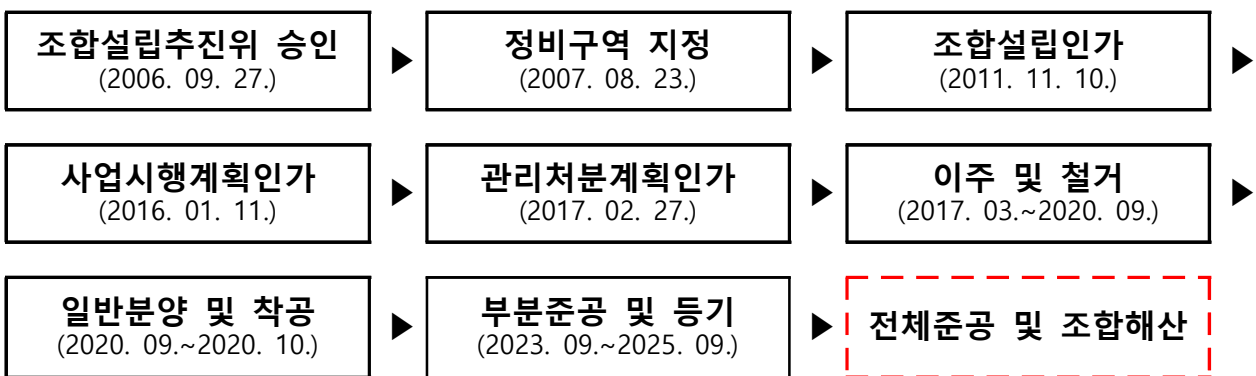 조합설립추진위 승인
(2006. 09. 27.)
▶
정비구역 지정
(2007. 08. 23.)
▶
조합설립인가
(2011. 11. 10.)
▶
사업시행계획인가
(2016. 01. 11.)
▶
관리처분계획인가
(2017. 02. 27.)
▶
이주 및 철거
(2017. 03.~2020. 09.)
▶
일반분양 및 착공
(2020. 09.~2020. 10.)
▶
부분준공 및 등기
(2023. 09.~2025. 09.)
▶
전체준공 및 조합해산